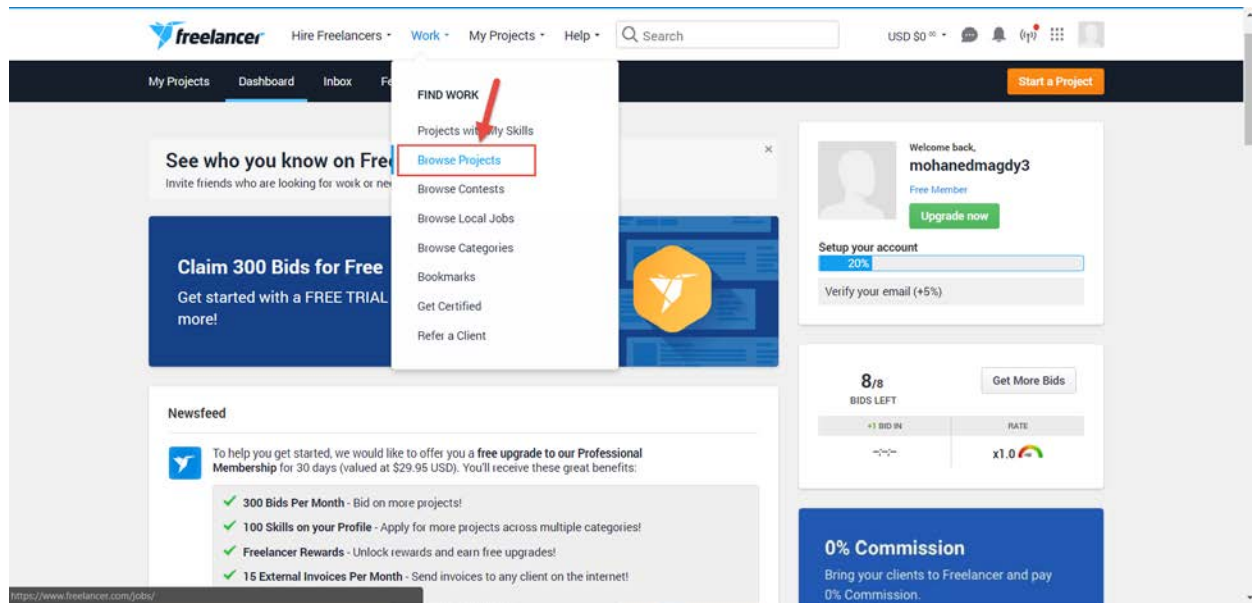 freelancer
Hire Freelancers
Work
My Projects
Help
Search
USD $0
My Projects
Dashboard
Inbox
Start a Project
FIND WORK
Projects with My Skills
Browse Projects
Browse Contests
Browse Local Jobs
Browse Categories
Bookmarks
Get Certified
Refer a Client
See who you know on
Invite friends who are looking for work or
×
Claim 300 Bids for Free
Get started with a FREE TRIAL
more!
Newsfeed
To help you get started, we would like to offer you a free upgrade to our Professional
Membership for 30 days (valued at $29.95 USD). You'll receive these great benefits:
300 Bids Per Month - Bid on more projects!
100 Skills on your Profile - Apply for more projects across multiple categories!
Freelancer Rewards - Unlock rewards and earn free upgrades!
15 External Invoices Per Month - Send invoices to any client on the internet!
Welcome back,
mohanedmagdy3
Free Member
Upgrade now
Setup your account
20%
Verify your email (+5%)
8/8
BIDS LEFT
Get More Bids
+1 BID IN
RATE
--:--:--
x1.0
0% Commission
Bring your clients to Freelancer and pay
0% Commission.
https://www.freelancer.com/jobs/